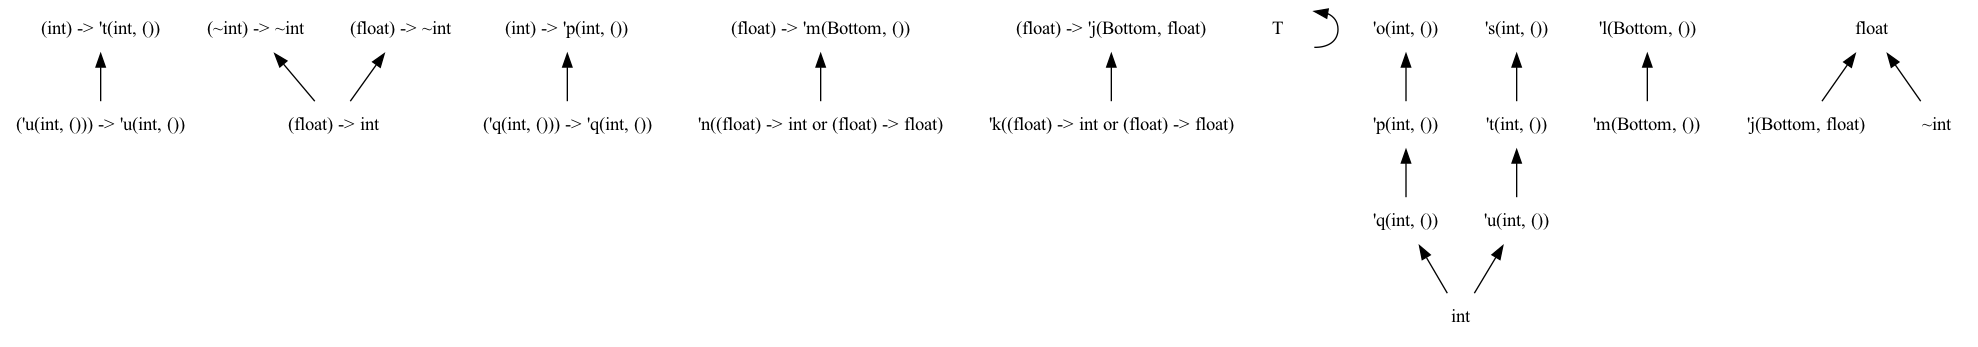 (int) -> 't(int, ())
(~int) -> ~int
(float) -> ~int
(int) -> 'p(int, ())
(float) -> 'm(Bottom, ())
(float) -> 'j(Bottom, float)
T
'o(int, ())
's(int, ())
'l(Bottom, ())
float
('u(int, ())) -> 'u(int, ())
(float) -> int
('q(int, ())) -> 'q(int, ())
'n((float) -> int or (float) -> float)
'k((float) -> int or (float) -> float)
'p(int, ())
't(int, ())
'm(Bottom, ())
'j(Bottom, float)
~int
'q(int, ())
'u(int, ())
int